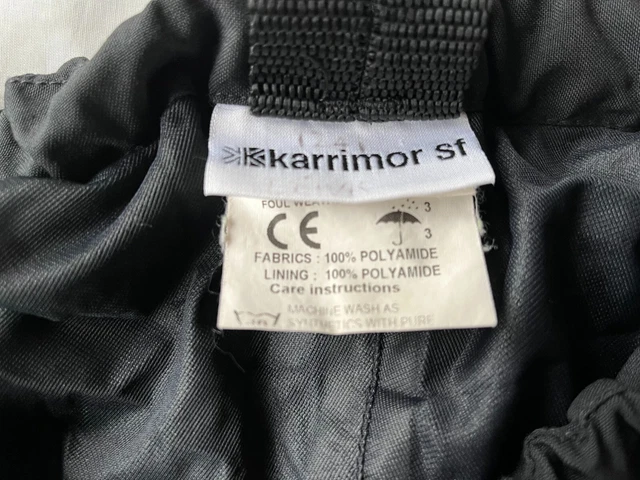 karrimor sf
FOUL
CE 3
3
FABRICS : 100% POLYAMIDE
LINING : 100% POLYAMIDE
Care instructions
MACHINE WASH AS
SYNTHETICS WITH PURE